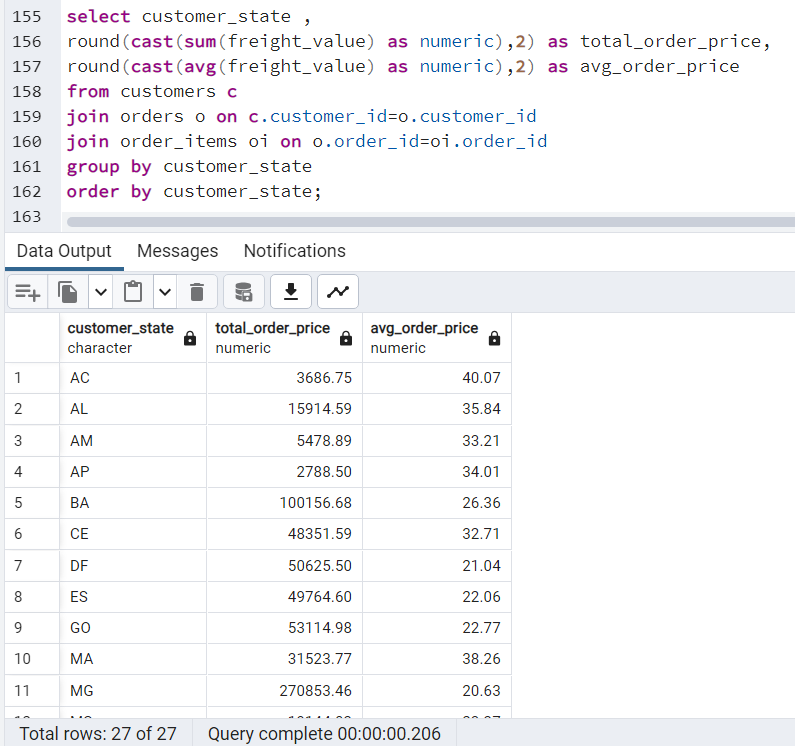 155 select customer_state ,
156 round(cast(sum(freight_value) as numeric),2) as total_order_price,
157 round(cast(avg(freight_value) as numeric),2) as avg_order_price
158 from customers c
159 join orders o on c.customer_id=o.customer_id
160 join order_items oi on o.order_id=oi.order_id
161 group by customer_state
162 order by customer_state;
163
Data Output Messages Notifications
customer_state total_order_price avg_order_price
character numeric numeric
1 AC 3686.75 40.07
2 AL 15914.59 35.84
3 AM 5478.89 33.21
4 AP 2788.50 34.01
5 BA 100156.68 26.36
6 CE 48351.59 32.71
7 DF 50625.50 21.04
8 ES 49764.60 22.06
9 GO 53114.98 22.77
10 MA 31523.77 38.26
11 MG 270853.46 20.63
Total rows: 27 of 27 Query complete 00:00:00.206